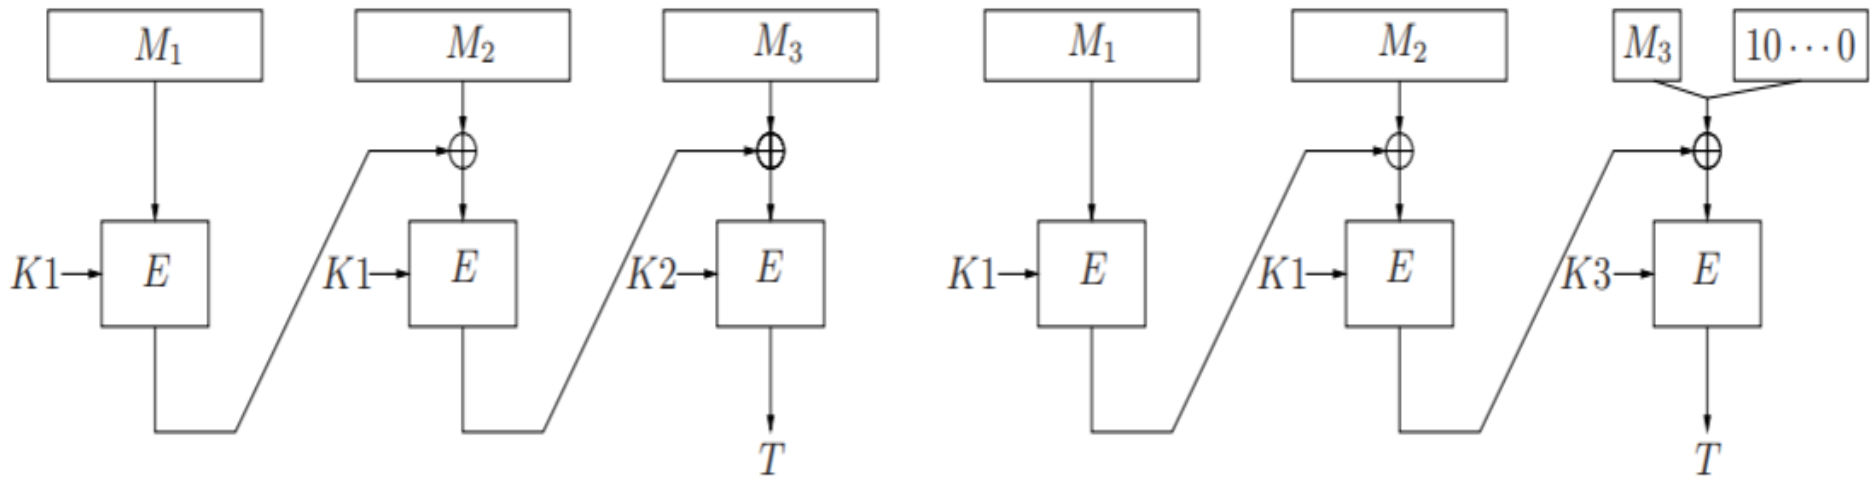 M₁ M₂ M₃ M₁ M₂ M₃ 10⋯0
K1 E K1 E K2 E K1 E K1 E K3 E
T T